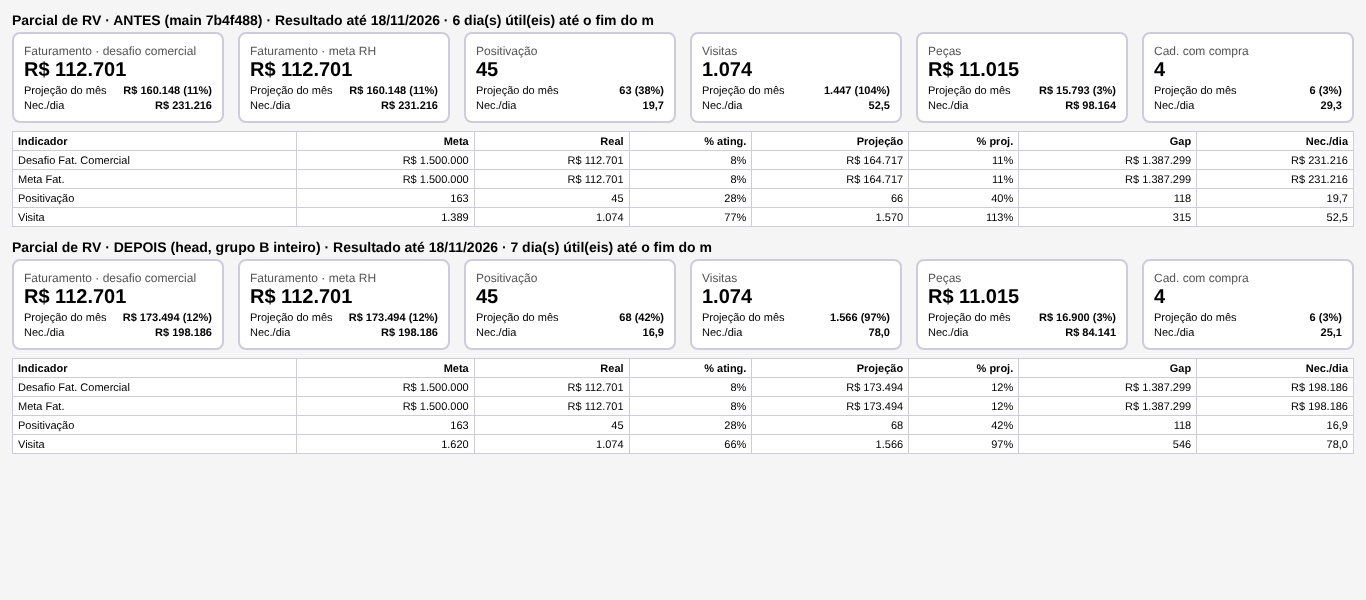 Parcial de RV · ANTES (main 7b4f488) · Resultado até 18/11/2026 · 6 dia(s) útil(eis) até o fim do m
Faturamento · desafio comercial
R$ 112.701
Projeção do mês R$ 160.148 (11%)
Nec./dia R$ 231.216
Faturamento · meta RH
R$ 112.701
Projeção do mês R$ 160.148 (11%)
Nec./dia R$ 231.216
Positivação
45
Projeção do mês 63 (38%)
Nec./dia 19,7
Visitas
1.074
Projeção do mês 1.447 (104%)
Nec./dia 52,5
Peças
R$ 11.015
Projeção do mês R$ 15.793 (3%)
Nec./dia R$ 98.164
Cad. com compra
4
Projeção do mês 6 (3%)
Nec./dia 29,3
Indicador Meta Real % ating. Projeção % proj. Gap Nec./dia
Desafio Fat. Comercial R$ 1.500.000 R$ 112.701 8% R$ 164.717 11% R$ 1.387.299 R$ 231.216
Meta Fat. R$ 1.500.000 R$ 112.701 8% R$ 164.717 11% R$ 1.387.299 R$ 231.216
Positivação 163 45 28% 66 40% 118 19,7
Visita 1.389 1.074 77% 1.570 113% 315 52,5
Parcial de RV · DEPOIS (head, grupo B inteiro) · Resultado até 18/11/2026 · 7 dia(s) útil(eis) até o fim do m
Faturamento · desafio comercial
R$ 112.701
Projeção do mês R$ 173.494 (12%)
Nec./dia R$ 198.186
Faturamento · meta RH
R$ 112.701
Projeção do mês R$ 173.494 (12%)
Nec./dia R$ 198.186
Positivação
45
Projeção do mês 68 (42%)
Nec./dia 16,9
Visitas
1.074
Projeção do mês 1.566 (97%)
Nec./dia 78,0
Peças
R$ 11.015
Projeção do mês R$ 16.900 (3%)
Nec./dia R$ 84.141
Cad. com compra
4
Projeção do mês 6 (3%)
Nec./dia 25,1
Indicador Meta Real % ating. Projeção % proj. Gap Nec./dia
Desafio Fat. Comercial R$ 1.500.000 R$ 112.701 8% R$ 173.494 12% R$ 1.387.299 R$ 198.186
Meta Fat. R$ 1.500.000 R$ 112.701 8% R$ 173.494 12% R$ 1.387.299 R$ 198.186
Positivação 163 45 28% 68 42% 118 16,9
Visita 1.620 1.074 66% 1.566 97% 546 78,0